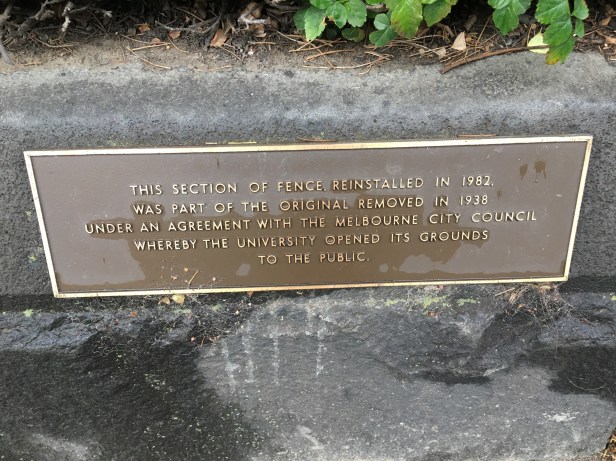 THIS SECTION OF FENCE, REINSTALLED IN 1982,
WAS PART OF THE ORIGINAL REMOVED IN 1938
UNDER AN AGREEMENT WITH THE MELBOURNE CITY COUNCIL
WHEREBY THE UNIVERSITY OPENED ITS GROUNDS
TO THE PUBLIC.